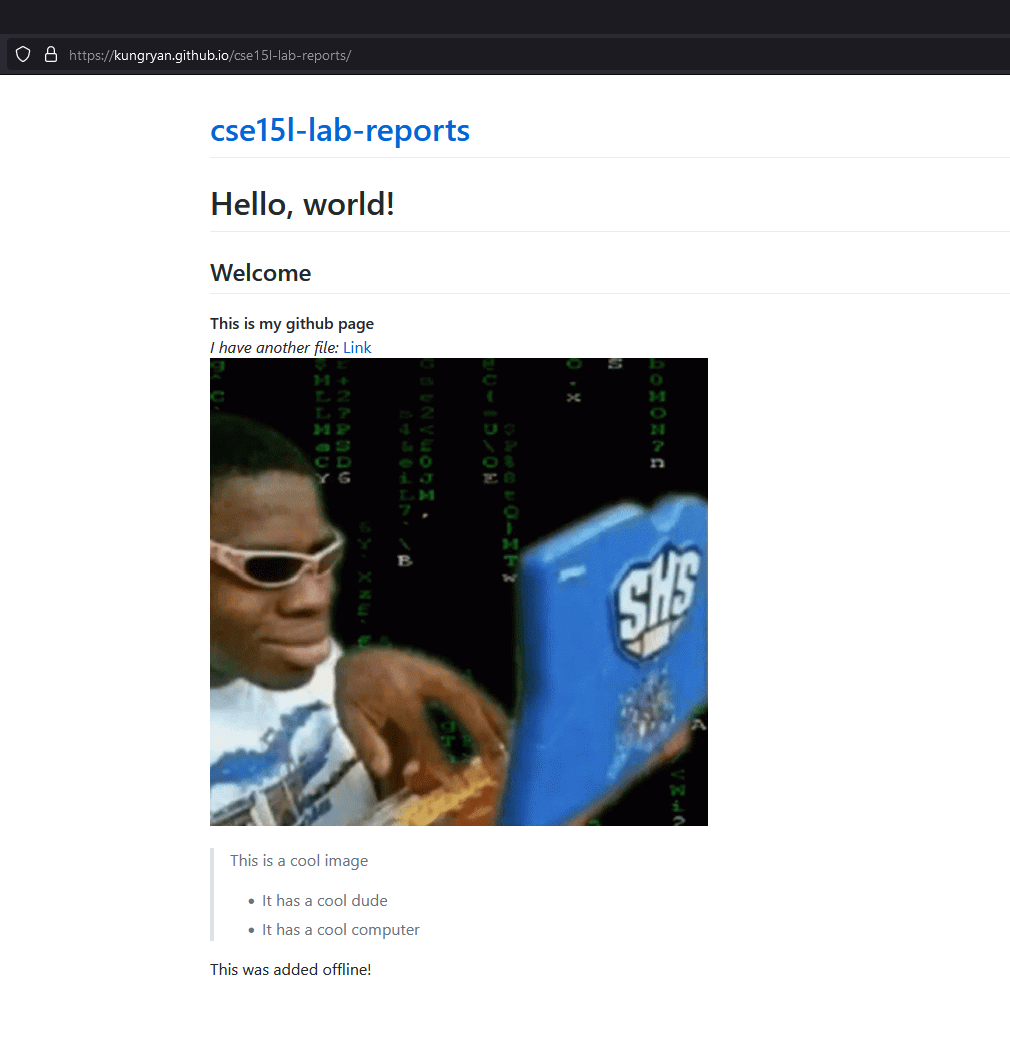 https://kungryan.github.io/cse15l-lab-reports/
cse15l-lab-reports
Hello, world!
Welcome
This is my github page
I have another file: Link
SHS
This is a cool image
• It has a cool dude
• It has a cool computer
This was added offline!